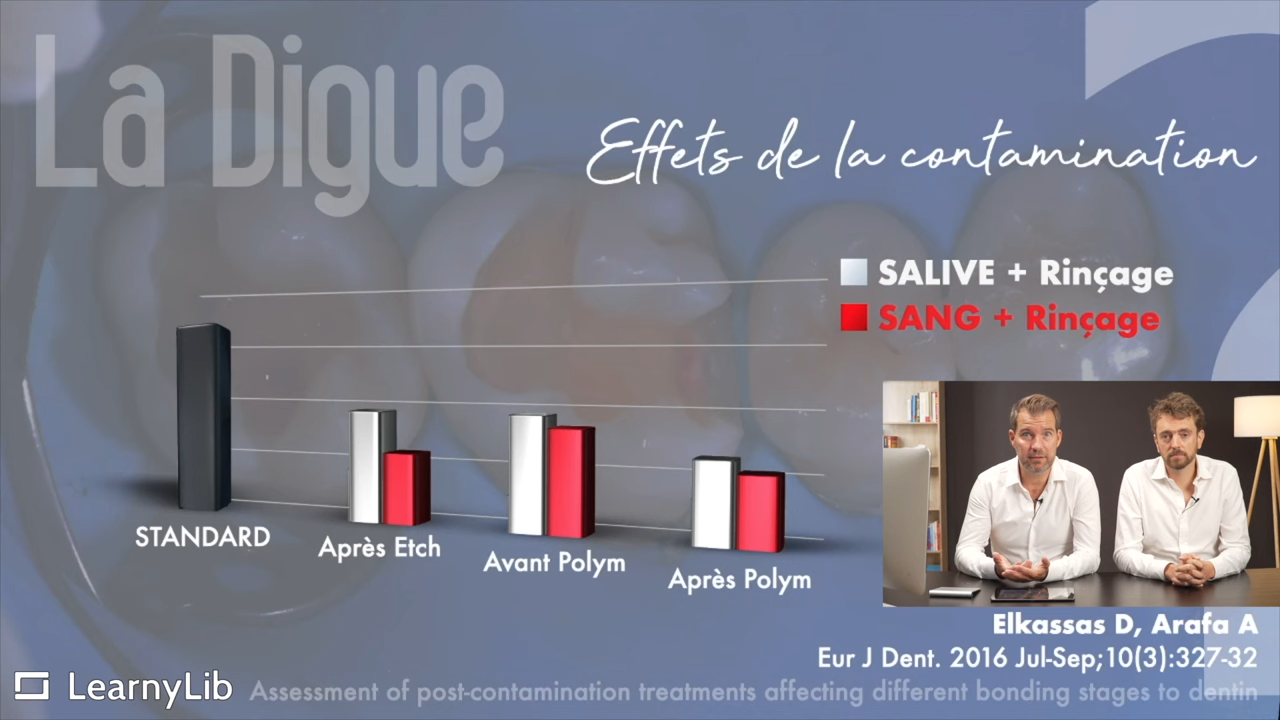 La Digue
Effets de la contamination
SALIVE + Rinçage
SANG + Rinçage
STANDARD
Après Etch
Avant Polym
Après Polym
Elkassas D, Arafa A
Eur J Dent. 2016 Jul-Sep;10(3):327-32
LearnyLib
Assessment of post-contamination treatments affecting different bonding stages to dentin